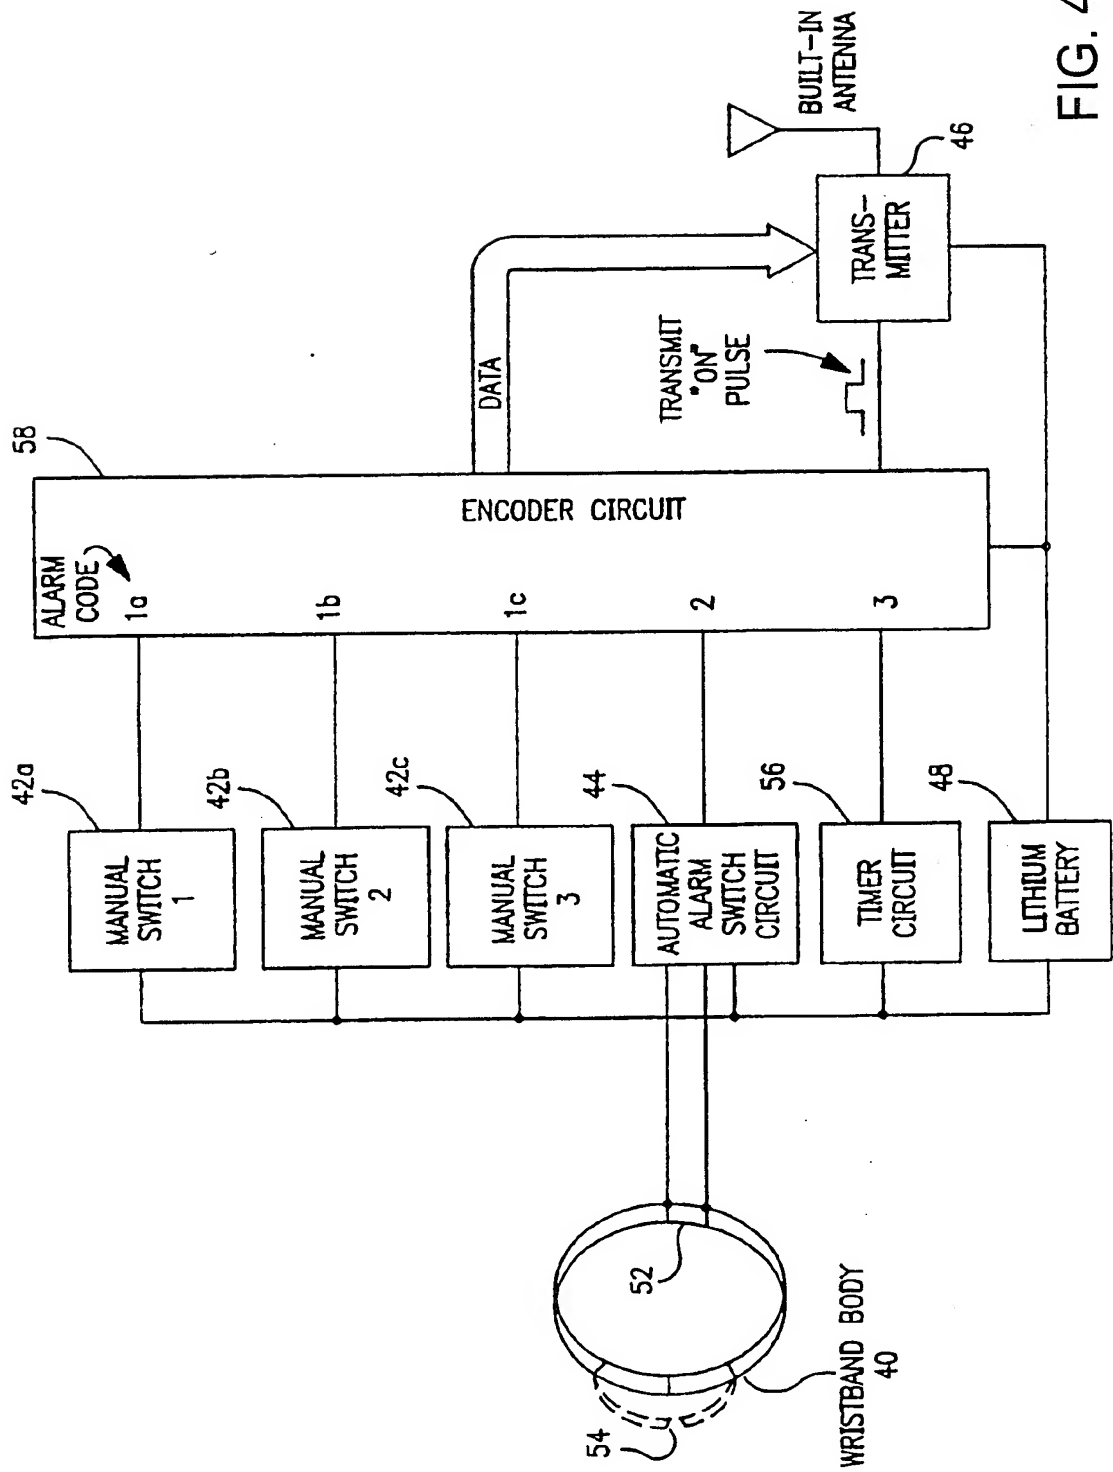 58
ALARM
CODE
1a
1b
1c
2
3
ENCODER CIRCUIT
DATA
TRANSMIT
"ON"
PULSE
TRANS-
MITTER
46
BUILT-IN
ANTENNA
42a
MANUAL
SWITCH
1
42b
MANUAL
SWITCH
2
42c
MANUAL
SWITCH
3
44
AUTOMATIC
ALARM
SWITCH
CIRCUIT
56
TIMER
CIRCUIT
48
LITHIUM
BATTERY
52
54
WRISTBAND BODY
40
FIG. 4